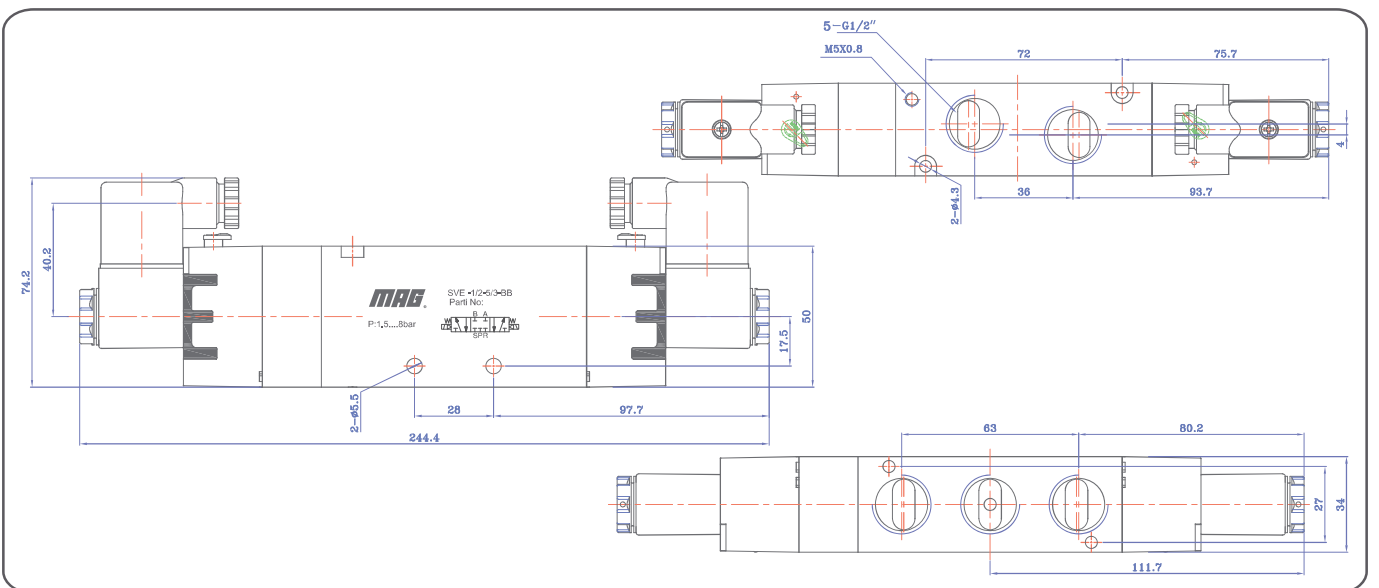 5-G1/2"
M5X0.8
72
75.7
4
2-ø4.3
36
93.7
74.2
40.2
MAG
SVE -1/2-5/3-BB
Parti No:
P:1,5....8bar
W B A W
SPR
50
17.5
2-ø5.5
28
97.7
244.4
63
80.2
27
34
111.7